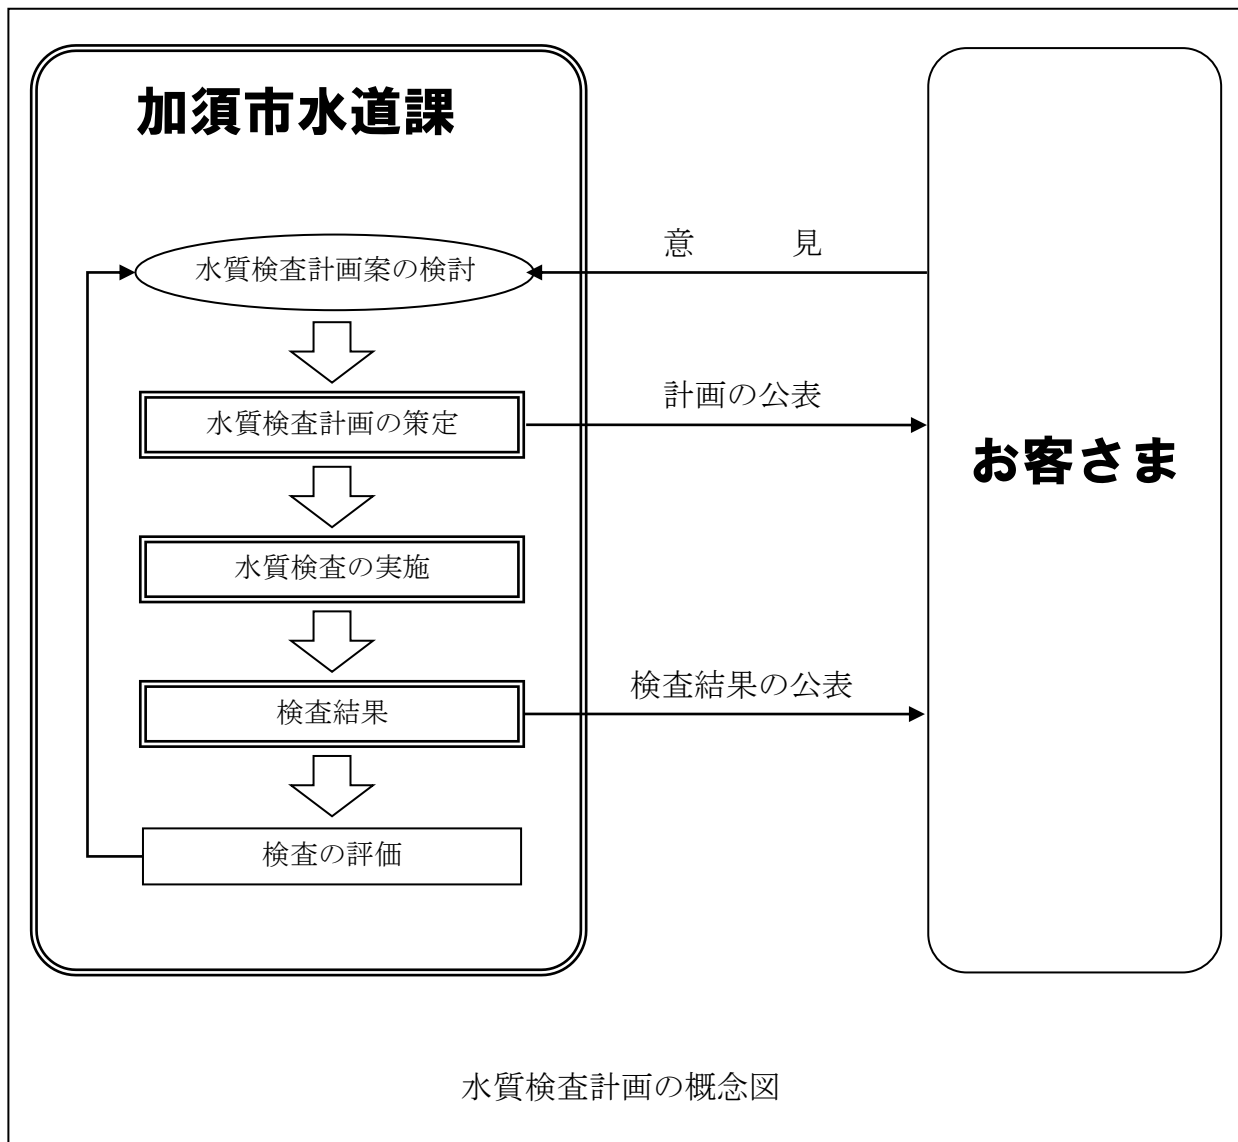 加須市水道課
水質検査計画案の検討
意　見
水質検査計画の策定
計画の公表
お客さま
水質検査の実施
検査結果
検査結果の公表
検査の評価
水質検査計画の概念図